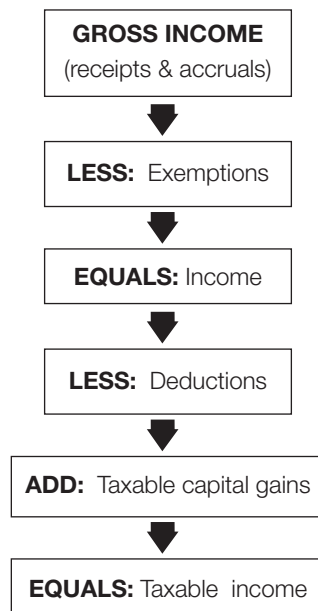 GROSS INCOME
(receipts & accruals)
LESS: Exemptions
EQUALS: Income
LESS: Deductions
ADD: Taxable capital gains
EQUALS: Taxable income